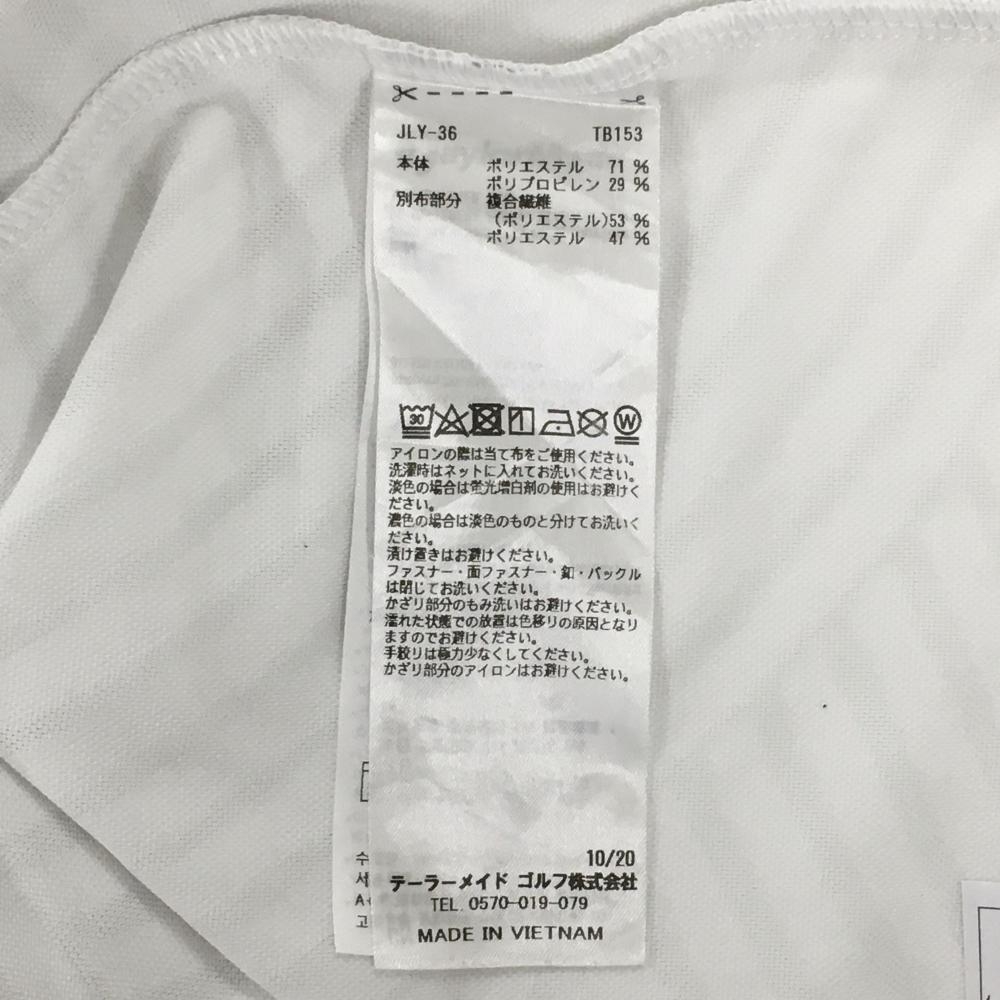 JLY-36 TB153
本体 ポリエステル 71 %
ポリプロピレン 29 %
別布部分 複合繊維
(ポリエステル)53 %
ポリエステル 47 %
30 W
アイロンの際は当て布をご使用ください。
洗濯時はネットに入れてお洗いください。
淡色の場合は蛍光増白剤の使用はお避けく
ださい。
濃色の場合は淡色のものと分けてお洗いく
ださい。
漬け置きはお避けください。
ファスナー・面ファスナー・釦・バックル
は閉じてお洗いください。
かざり部分のもみ洗いはお避けください。
濡れた状態での放置は色移りの原因となり
ますのでお避けください。
手絞りは極力少なくしてください。
かざり部分のアイロンはお避けください。
10/20
テーラーメイド ゴルフ株式会社
TEL. 0570-019-079
MADE IN VIETNAM
수
세
A
고